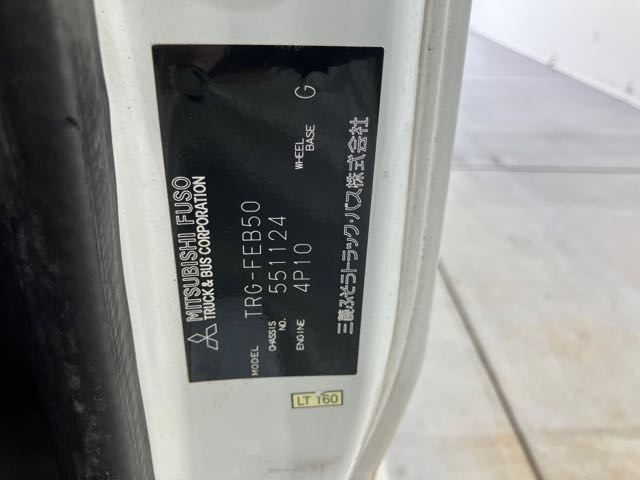 MITSUBISHI FUSO
TRUCK & BUS CORPORATION
MODEL TRG-FEB50
CHASSIS NO. 551124
ENGINE 4P10 WHEEL BASE G
三菱ふそうトラック・バス株式会社
LT 160